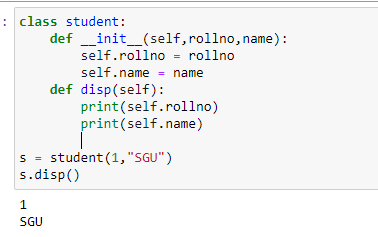 : class student:
    def __init__(self,rollno,name):
        self.rollno = rollno
        self.name = name
    def disp(self):
        print(self.rollno)
        print(self.name)
s = student(1,"SGU")
s.disp()
1
SGU